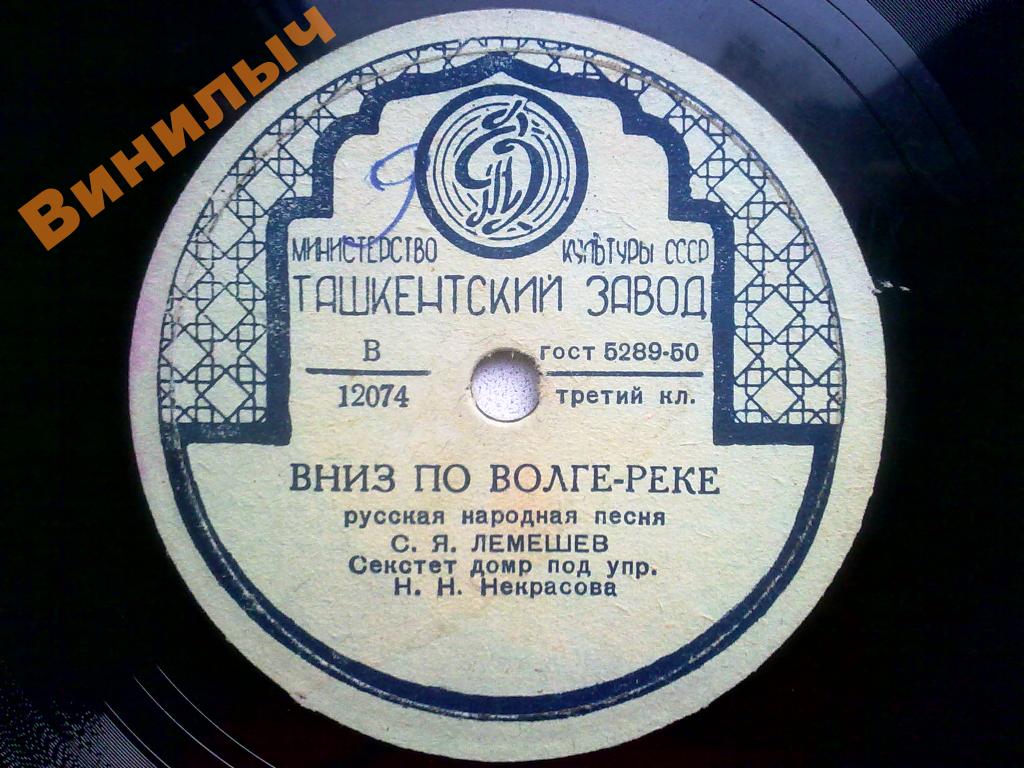 Винилыч
9
МИНИСТЕРСТВО КУЛЬТУРЫ СССР
ТАШКЕНТСКИЙ ЗАВОД
В ГОСТ 5289-50
12074 третий кл.
ВНИЗ ПО ВОЛГЕ-РЕКЕ
русская народная песня
С. Я. ЛЕМЕШЕВ
Секстет домр под упр.
Н. Н. Некрасова